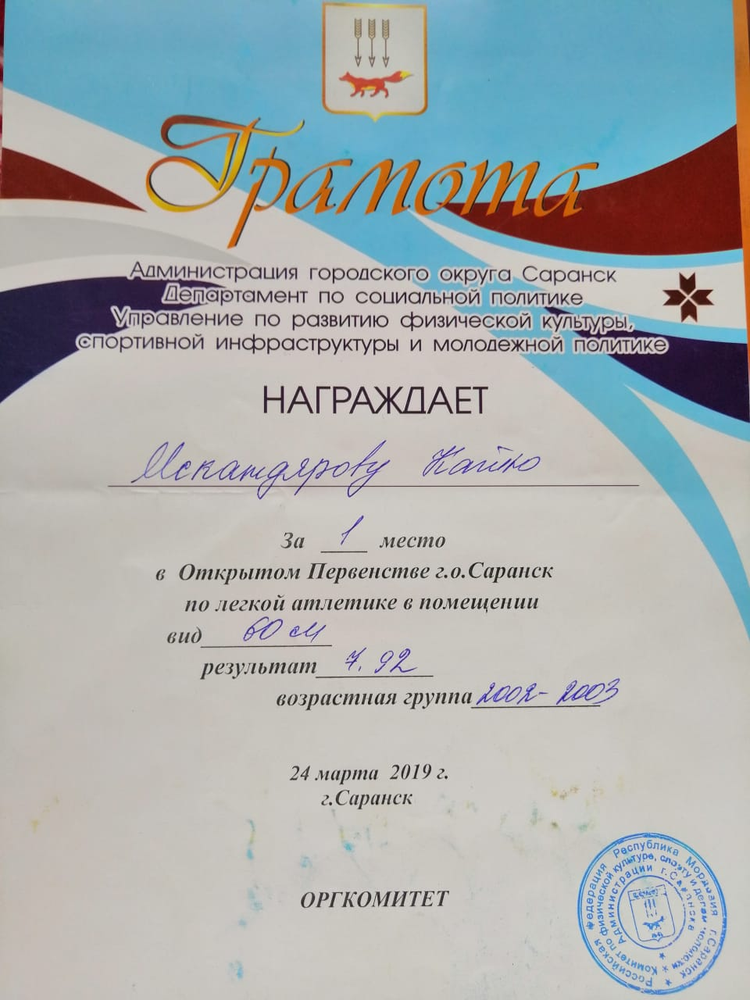 Грамота
Администрация городского округа Саранск
Департамент по социальной политике
Управление по развитию физической культуры,
спортивной инфраструктуры и молодежной политике
НАГРАЖДАЕТ
Искандярову Катю
За 1 место
в Открытом Первенстве г.о.Саранск
по легкой атлетике в помещении
вид 60 м
результат 7.92
возрастная группа 2002-2003
24 марта 2019 г.
г.Саранск
ОРГКОМИТЕТ
Российская Федерация Республика Мордовия г.Саранск
Комитет по физической культуре, спорту и делам молодежи
Администрации г.Саранска